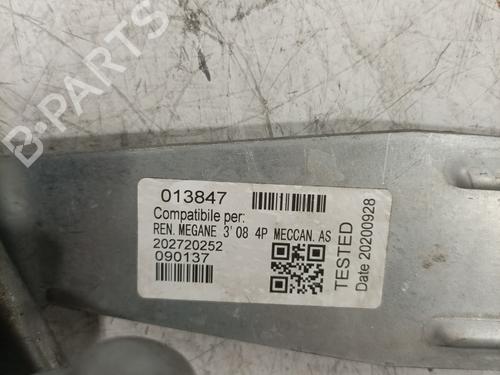 B-PARTS
013847
Compatibile per:
REN. MEGANE 3' 08 4P MECCAN. AS
202720252
090137
TESTED
Date 20200928